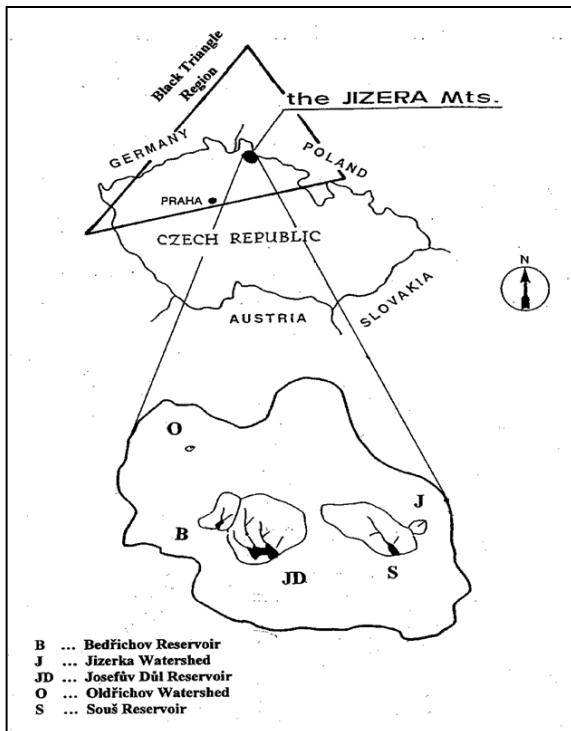 Black Triangle
Region
the JIZERA Mts.
GERMANY
POLAND
PRAHA
CZECH REPUBLIC
N
SLOVAKIA
AUSTRIA
O
J
B
JD
S
B ... Bedřichov Reservoir
J ... Jizerka Watershed
JD ... Josefův Důl Reservoir
O ... Oldřichov Watershed
S ... Souš Reservoir